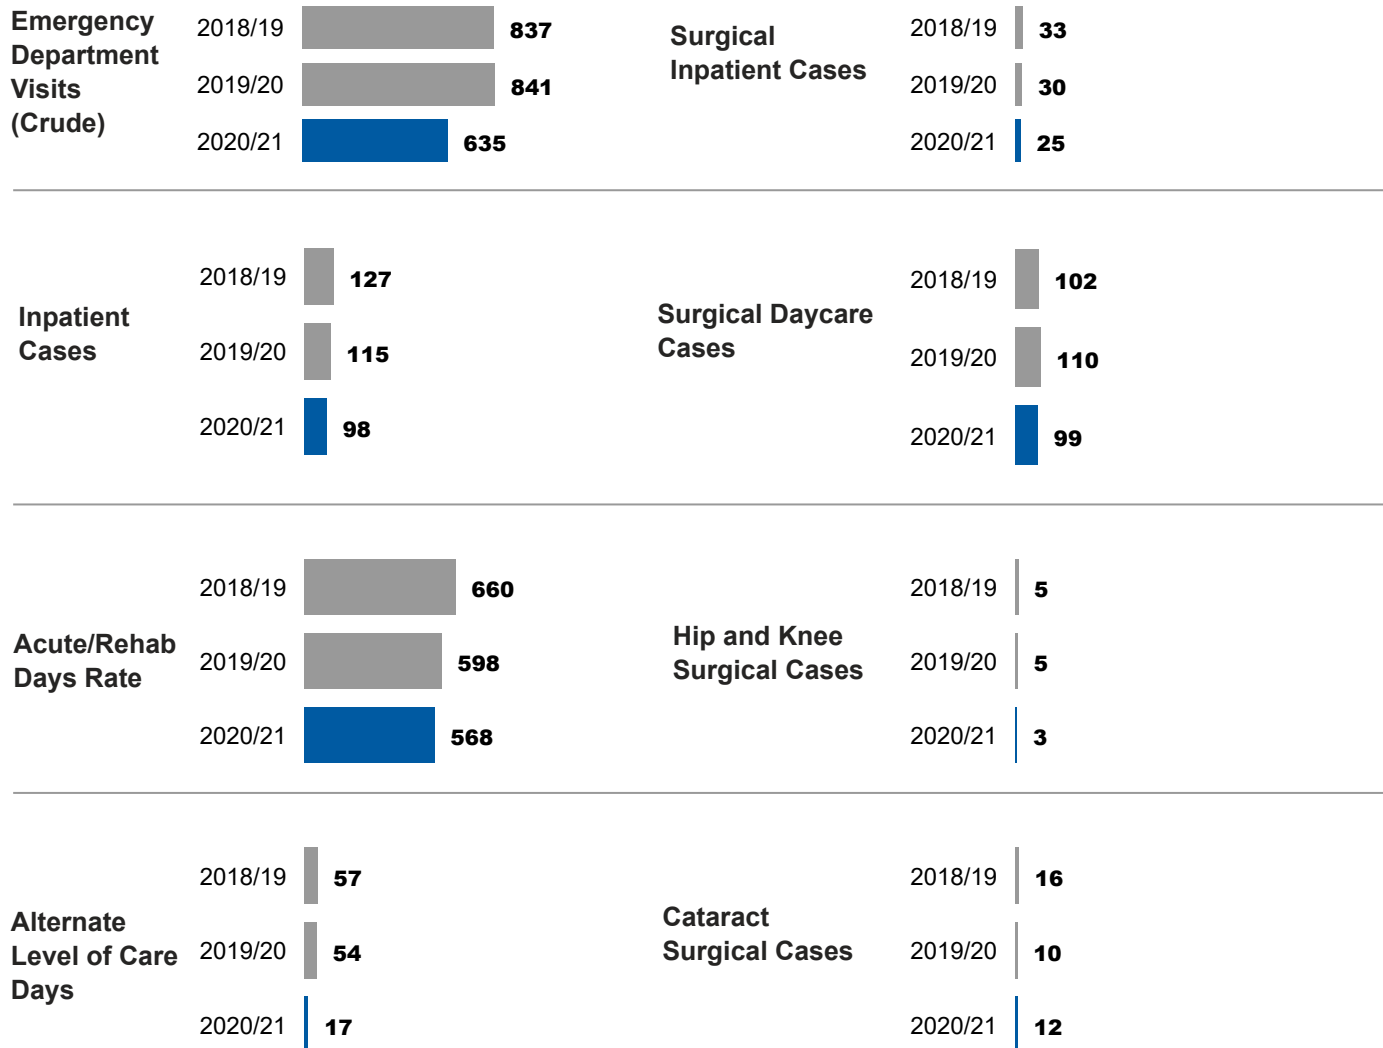 Emergency
Department
Visits
(Crude)
2018/19 837
2019/20 841
2020/21 635
Surgical
Inpatient Cases
2018/19 33
2019/20 30
2020/21 25
Inpatient
Cases
2018/19 127
2019/20 115
2020/21 98
Surgical Daycare
Cases
2018/19 102
2019/20 110
2020/21 99
Acute/Rehab
Days Rate
2018/19 660
2019/20 598
2020/21 568
Hip and Knee
Surgical Cases
2018/19 5
2019/20 5
2020/21 3
Alternate
Level of Care
Days
2018/19 57
2019/20 54
2020/21 17
Cataract
Surgical Cases
2018/19 16
2019/20 10
2020/21 12